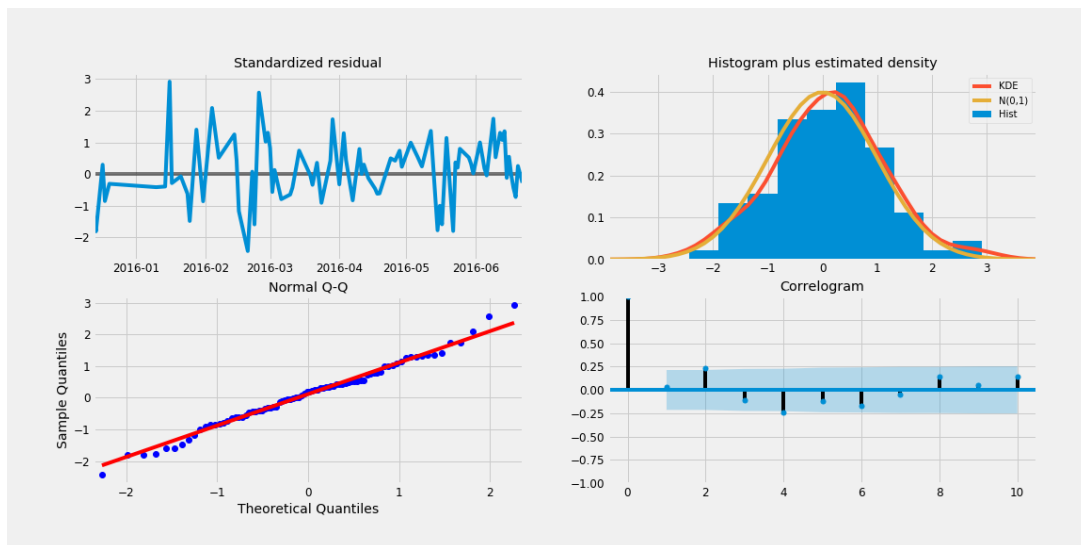 Standardized residual
3
2
1
0
−1
−2
2016-01 2016-02 2016-03 2016-04 2016-05 2016-06
Histogram plus estimated density
KDE
N(0,1)
Hist
0.4
0.3
0.2
0.1
0.0
−3 −2 −1 0 1 2 3
Normal Q-Q
Sample Quantiles
3
2
1
0
−1
−2
−2 −1 0 1 2
Theoretical Quantiles
Correlogram
1.00
0.75
0.50
0.25
0.00
−0.25
−0.50
−0.75
−1.00
0 2 4 6 8 10